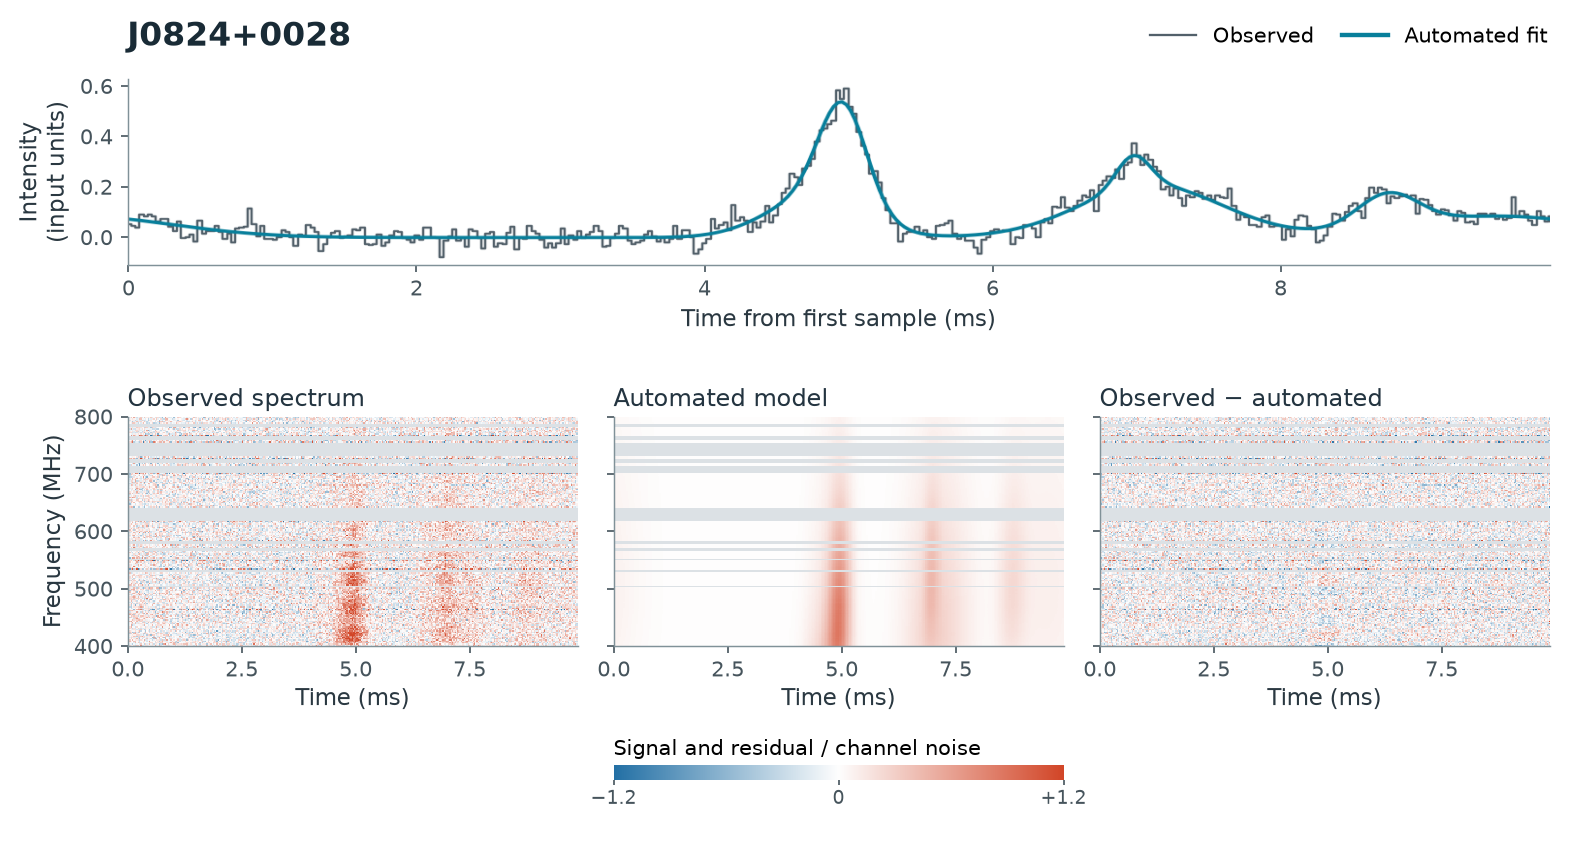 J0824+0028
Observed
Automated fit
Intensity
(input units)
0.6
0.4
0.2
0.0
0
2
4
6
8
Time from first sample (ms)
Observed spectrum
Automated model
Observed − automated
Frequency (MHz)
800
700
600
500
400
0.0
2.5
5.0
7.5
0.0
2.5
5.0
7.5
0.0
2.5
5.0
7.5
Time (ms)
Time (ms)
Time (ms)
Signal and residual / channel noise
−1.2
0
+1.2